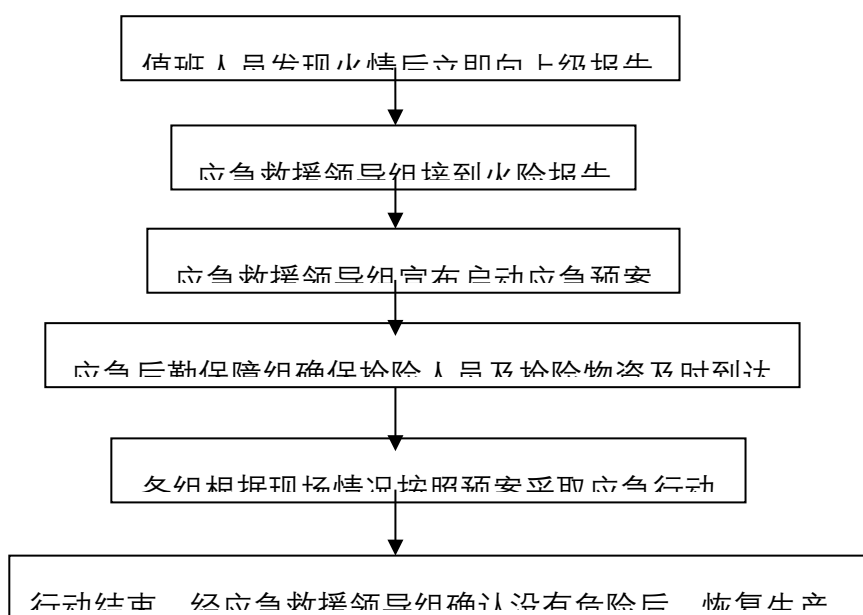 值班人员发现火情后立即向上级报告
应急救援领导组接到火险报告
应急救援领导组宣布启动应急预案
应急后勤保障组确保抢险人员及抢险物资及时到达
各组根据现场情况按照预案采取应急行动
行动结束，经应急救援领导组确认没有危险后，恢复生产